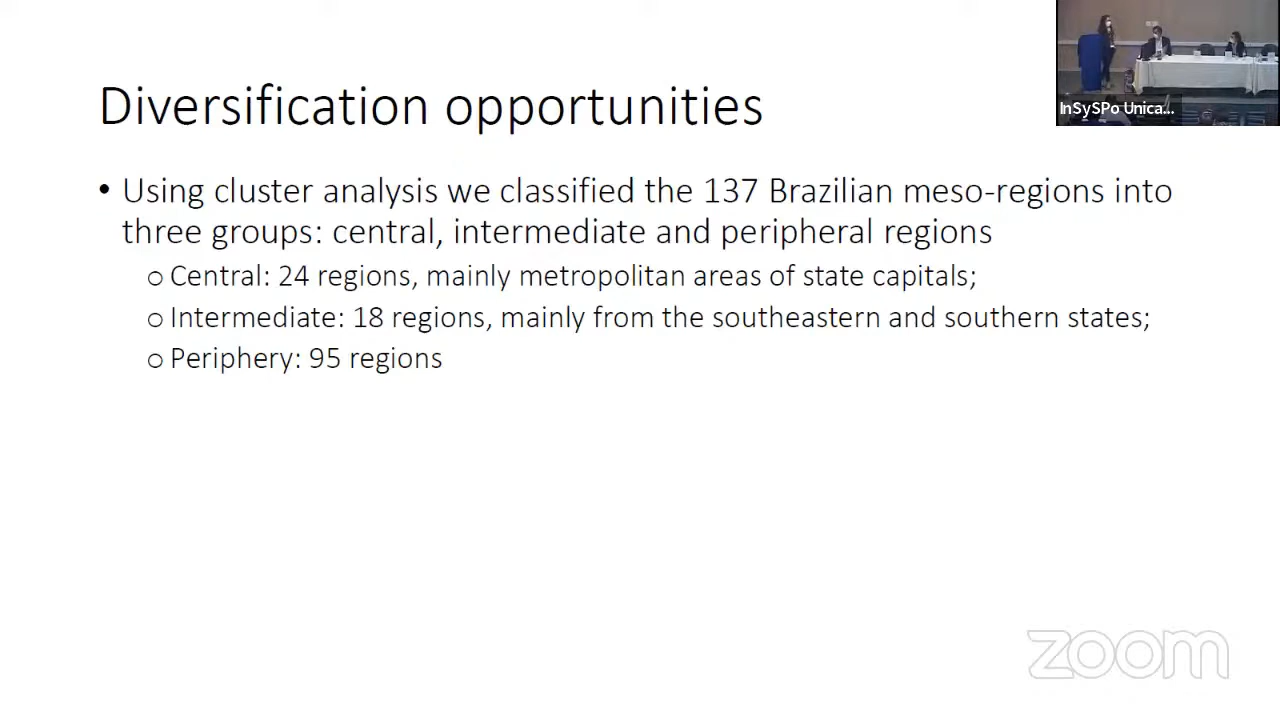 Diversification opportunities
InSySPo Unica...
• Using cluster analysis we classified the 137 Brazilian meso-regions into
three groups: central, intermediate and peripheral regions
o Central: 24 regions, mainly metropolitan areas of state capitals;
o Intermediate: 18 regions, mainly from the southeastern and southern states;
o Periphery: 95 regions
zoom